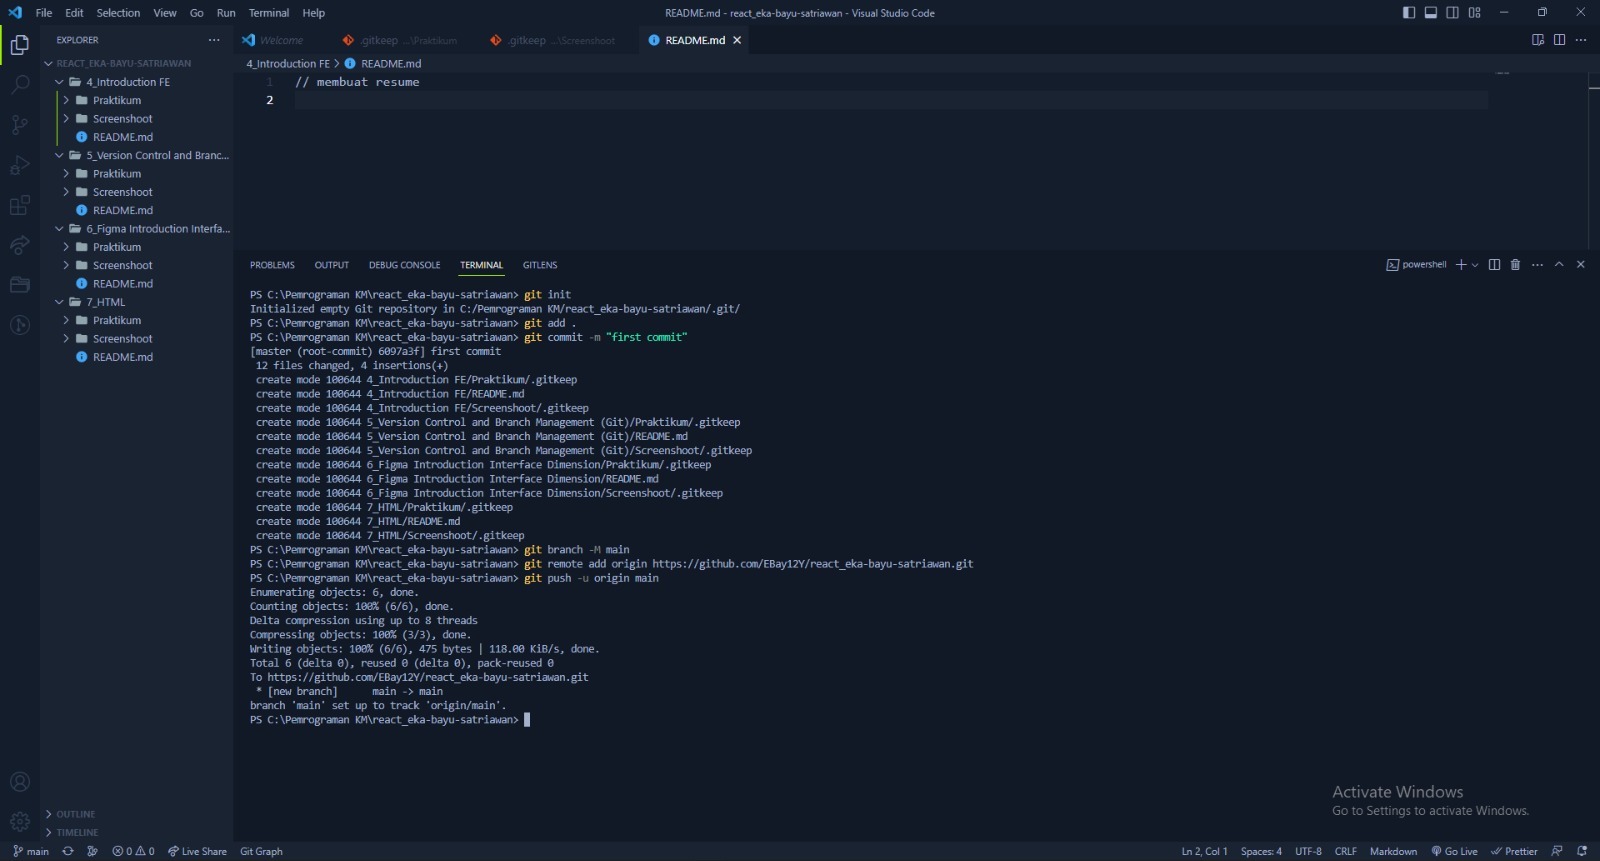 File Edit Selection View Go Run Terminal Help
README.md - react_eka-bayu-satriawan - Visual Studio Code
EXPLORER
REACT_EKA-BAYU-SATRIAWAN
4_Introduction FE
Praktikum
Screenshoot
README.md
5_Version Control and Branc...
Praktikum
Screenshoot
README.md
6_Figma Introduction Interfa...
Praktikum
Screenshoot
README.md
7_HTML
Praktikum
Screenshoot
README.md
OUTLINE
TIMELINE
Welcome .gitkeep ...\Praktikum .gitkeep ...\Screenshoot README.md
4_Introduction FE > README.md
1 // membuat resume
2
PROBLEMS OUTPUT DEBUG CONSOLE TERMINAL GITLENS
powershell
PS C:\Pemrograman KM\react_eka-bayu-satriawan> git init
Initialized empty Git repository in C:/Pemrograman KM/react_eka-bayu-satriawan/.git/
PS C:\Pemrograman KM\react_eka-bayu-satriawan> git add .
PS C:\Pemrograman KM\react_eka-bayu-satriawan> git commit -m "first commit"
[master (root-commit) 6097a3f] first commit
 12 files changed, 4 insertions(+)
 create mode 100644 4_Introduction FE/Praktikum/.gitkeep
 create mode 100644 4_Introduction FE/README.md
 create mode 100644 4_Introduction FE/Screenshoot/.gitkeep
 create mode 100644 5_Version Control and Branch Management (Git)/Praktikum/.gitkeep
 create mode 100644 5_Version Control and Branch Management (Git)/README.md
 create mode 100644 5_Version Control and Branch Management (Git)/Screenshoot/.gitkeep
 create mode 100644 6_Figma Introduction Interface Dimension/Praktikum/.gitkeep
 create mode 100644 6_Figma Introduction Interface Dimension/README.md
 create mode 100644 6_Figma Introduction Interface Dimension/Screenshoot/.gitkeep
 create mode 100644 7_HTML/Praktikum/.gitkeep
 create mode 100644 7_HTML/README.md
 create mode 100644 7_HTML/Screenshoot/.gitkeep
PS C:\Pemrograman KM\react_eka-bayu-satriawan> git branch -M main
PS C:\Pemrograman KM\react_eka-bayu-satriawan> git remote add origin https://github.com/EBay12Y/react_eka-bayu-satriawan.git
PS C:\Pemrograman KM\react_eka-bayu-satriawan> git push -u origin main
Enumerating objects: 6, done.
Counting objects: 100% (6/6), done.
Delta compression using up to 8 threads
Compressing objects: 100% (3/3), done.
Writing objects: 100% (6/6), 475 bytes | 118.00 KiB/s, done.
Total 6 (delta 0), reused 0 (delta 0), pack-reused 0
To https://github.com/EBay12Y/react_eka-bayu-satriawan.git
 * [new branch]      main -> main
branch 'main' set up to track 'origin/main'.
PS C:\Pemrograman KM\react_eka-bayu-satriawan>
Activate Windows
Go to Settings to activate Windows.
main 0 0 Live Share Git Graph
Ln 2, Col 1 Spaces: 4 UTF-8 CRLF Markdown Go Live Prettier